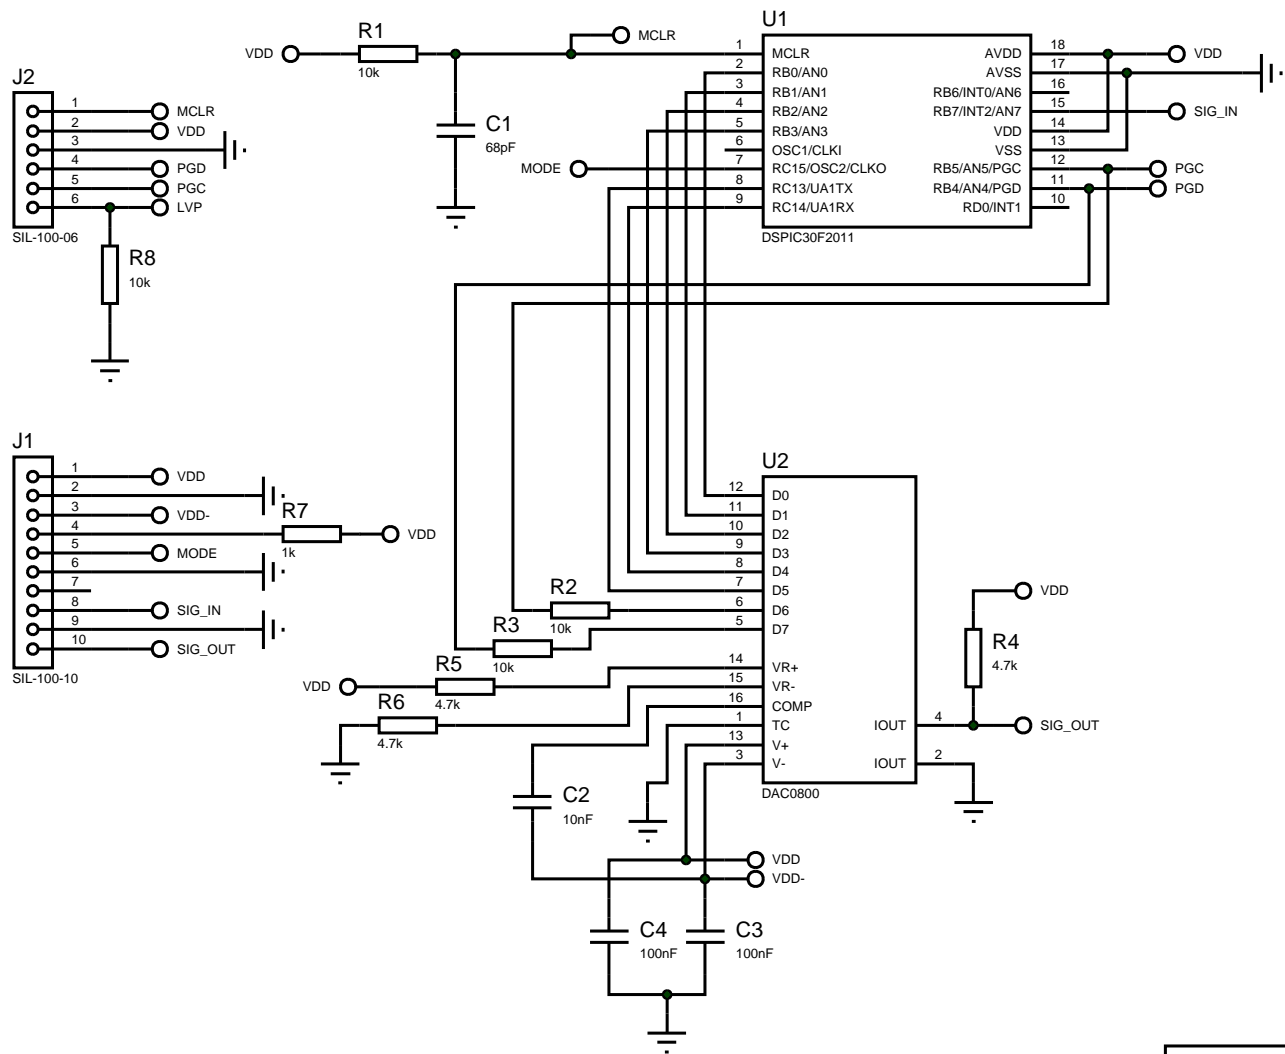 R1
VDD
10k
MCLR
C1
68pF
MODE
U1
1 MCLR AVDD 18 VDD
2 RB0/AN0 AVSS 17
3 RB1/AN1 RB6/INT0/AN6 16
4 RB2/AN2 RB7/INT2/AN7 15 SIG_IN
5 RB3/AN3 VDD 14
6 OSC1/CLKI VSS 13
7 RC15/OSC2/CLKO RB5/AN5/PGC 12 PGC
8 RC13/UA1TX RB4/AN4/PGD 11 PGD
9 RC14/UA1RX RD0/INT1 10
DSPIC30F2011
J2
1 MCLR
2 VDD
3
4 PGD
5 PGC
6 LVP
SIL-100-06
R8
10k
J1
1 VDD
2
3 VDD-
4
5 MODE
6
7
8 SIG_IN
9
10 SIG_OUT
SIL-100-10
R7
1k
VDD
U2
12 D0
11 D1
10 D2
9 D3
8 D4
7 D5
6 D6
5 D7
14 VR+
15 VR-
16 COMP
1 TC
13 V+
3 V-
IOUT 4
IOUT 2
DAC0800
R2
10k
R3
10k
VDD
R5
4.7k
R6
4.7k
VDD
R4
4.7k
SIG_OUT
C2
10nF
VDD
VDD-
C4
100nF
C3
100nF